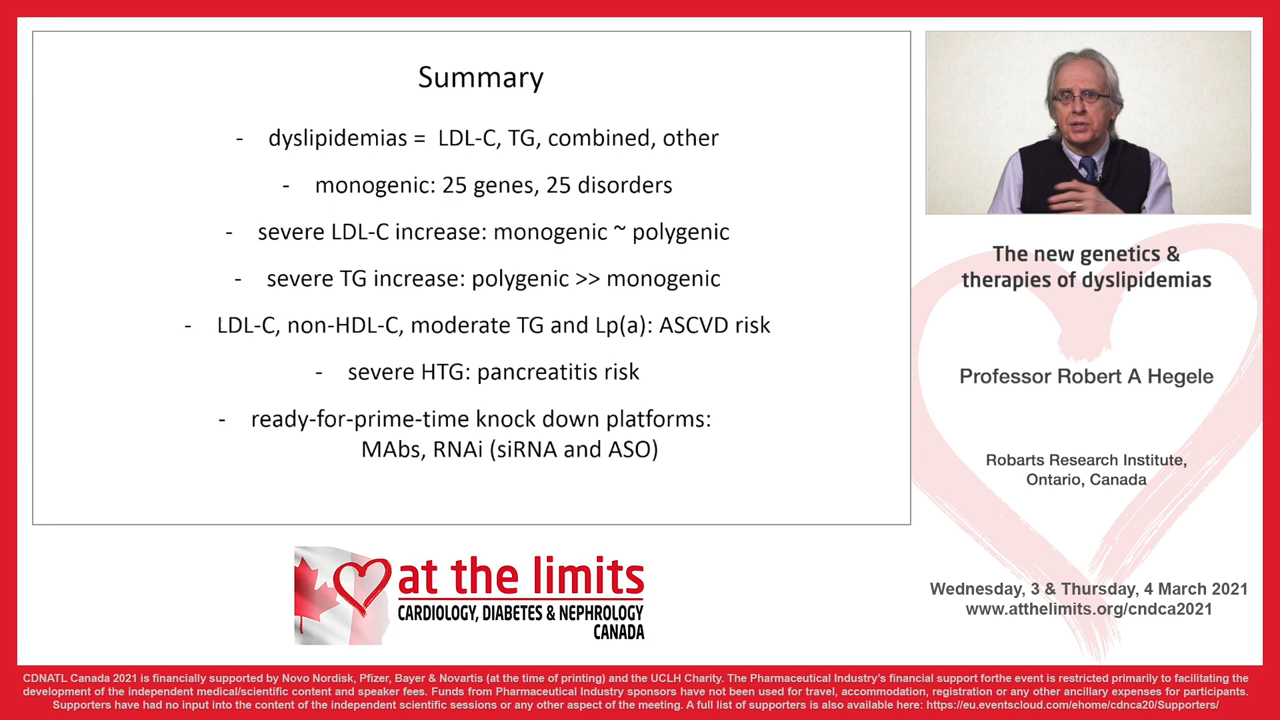 Summary
- dyslipidemias = LDL-C, TG, combined, other
- monogenic: 25 genes, 25 disorders
- severe LDL-C increase: monogenic ~ polygenic
- severe TG increase: polygenic >> monogenic
- LDL-C, non-HDL-C, moderate TG and Lp(a): ASCVD risk
- severe HTG: pancreatitis risk
- ready-for-prime-time knock down platforms:
MAbs, RNAi (siRNA and ASO)
The new genetics &
therapies of dyslipidemias
Professor Robert A Hegele
Robarts Research Institute,
Ontario, Canada
at the limits
CARDIOLOGY, DIABETES & NEPHROLOGY
CANADA
Wednesday, 3 & Thursday, 4 March 2021
www.atthelimits.org/cndca2021
CDNATL Canada 2021 is financially supported by Novo Nordisk, Pfizer, Bayer & Novartis (at the time of printing) and the UCLH Charity. The Pharmaceutical Industry's financial support forthe event is restricted primarily to facilitating the
development of the independent medical/scientific content and speaker fees. Funds from Pharmaceutical Industry sponsors have not been used for travel, accommodation, registration or any other ancillary expenses for participants.
Supporters have had no input into the content of the independent scientific sessions or any other aspect of the meeting. A full list of supporters is also available here: https://eu.eventscloud.com/ehome/cdnca20/Supporters/